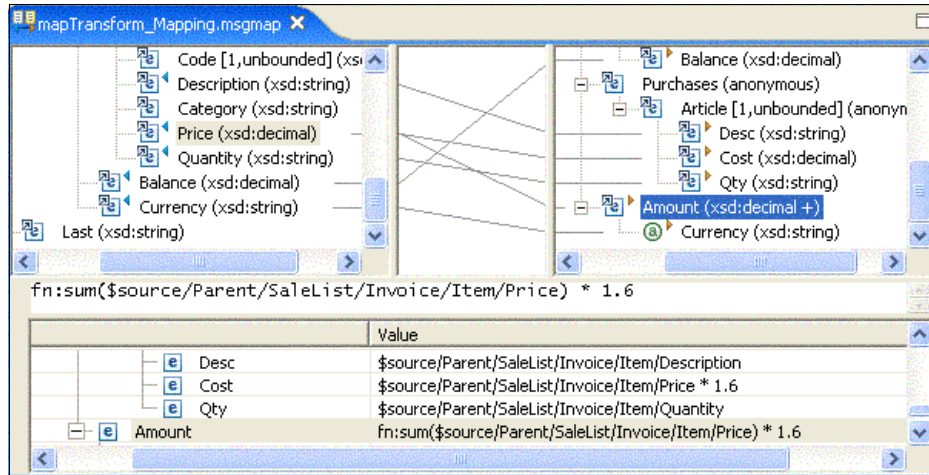 mapTransform_Mapping.msgmap
Code [1,unbounded] (xs
Description (xsd:string)
Category (xsd:string)
Price (xsd:decimal)
Quantity (xsd:string)
Balance (xsd:decimal)
Currency (xsd:string)
Last (xsd:string)
Balance (xsd:decimal)
Purchases (anonymous)
Article [1,unbounded] (anonyn
Desc (xsd:string)
Cost (xsd:decimal)
Qty (xsd:string)
Amount (xsd:decimal +)
Currency (xsd:string)
fn:sum($source/Parent/SaleList/Invoice/Item/Price) * 1.6
Value
Desc $source/Parent/SaleList/Invoice/Item/Description
Cost $source/Parent/SaleList/Invoice/Item/Price * 1.6
Qty $source/Parent/SaleList/Invoice/Item/Quantity
Amount fn:sum($source/Parent/SaleList/Invoice/Item/Price) * 1.6